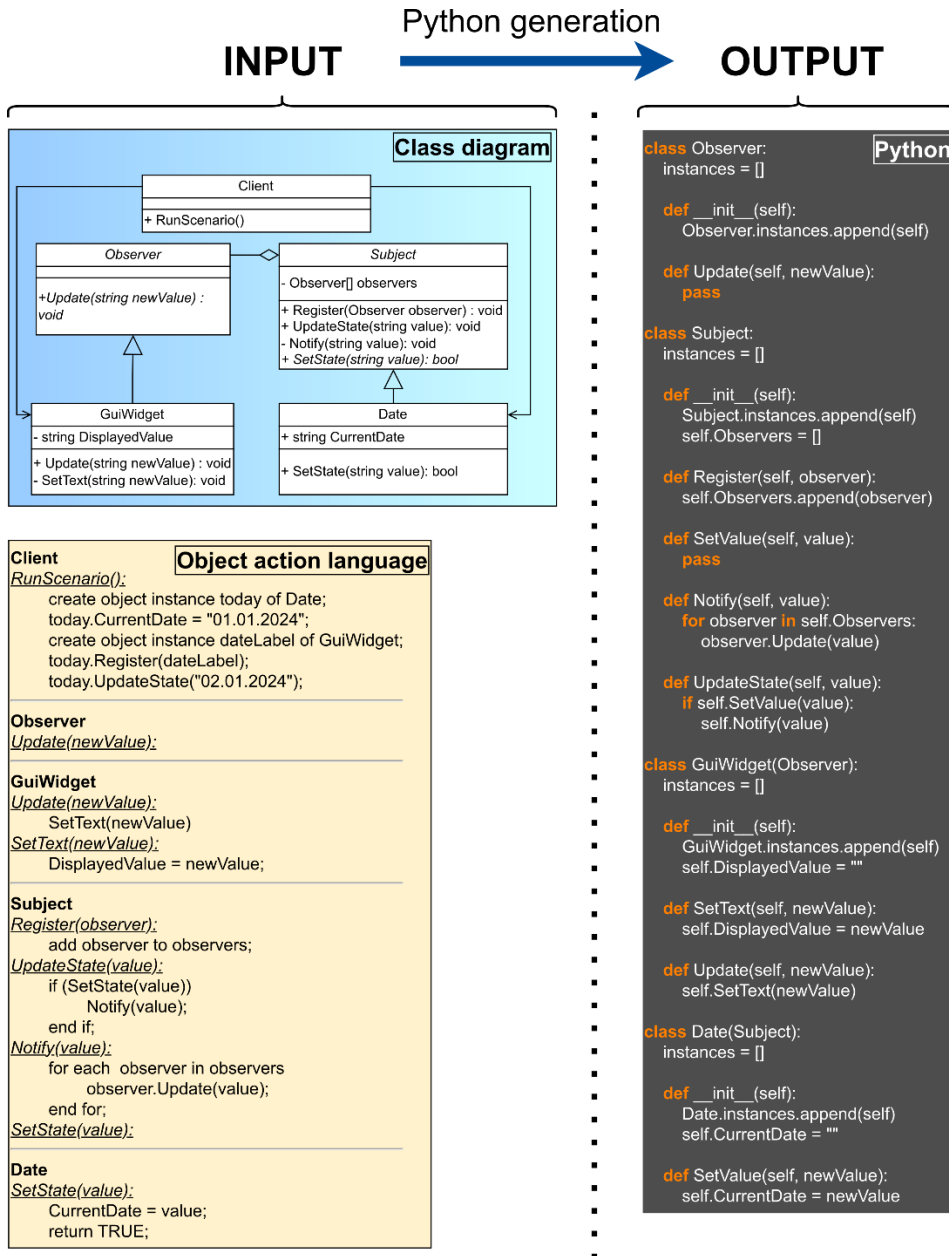 Python generation
INPUT
OUTPUT
Class diagram
Client
+ RunScenario()
Observer
+Update(string newValue) :
void
Subject
- Observer[] observers
+ Register(Observer observer) : void
+ UpdateState(string value): void
- Notify(string value): void
+ SetState(string value): bool
GuiWidget
- string DisplayedValue
+ Update(string newValue) : void
- SetText(string newValue): void
Date
+ string CurrentDate
+ SetState(string value): bool
Object action language
Client
RunScenario():
create object instance today of Date;
today.CurrentDate = "01.01.2024";
create object instance dateLabel of GuiWidget;
today.Register(dateLabel);
today.UpdateState("02.01.2024");
Observer
Update(newValue):
GuiWidget
Update(newValue):
SetText(newValue)
SetText(newValue):
DisplayedValue = newValue;
Subject
Register(observer):
add observer to observers;
UpdateState(value):
if (SetState(value))
Notify(value);
end if;
Notify(value):
for each observer in observers
observer.Update(value);
end for;
SetState(value):
Date
SetState(value):
CurrentDate = value;
return TRUE;
Python
class Observer:
instances = []
def __init__(self):
Observer.instances.append(self)
def Update(self, newValue):
pass
class Subject:
instances = []
def __init__(self):
Subject.instances.append(self)
self.Observers = []
def Register(self, observer):
self.Observers.append(observer)
def SetValue(self, value):
pass
def Notify(self, value):
for observer in self.Observers:
observer.Update(value)
def UpdateState(self, value):
if self.SetValue(value):
self.Notify(value)
class GuiWidget(Observer):
instances = []
def __init__(self):
GuiWidget.instances.append(self)
self.DisplayedValue = ""
def SetText(self, newValue):
self.DisplayedValue = newValue
def Update(self, newValue):
self.SetText(newValue)
class Date(Subject):
instances = []
def __init__(self):
Date.instances.append(self)
self.CurrentDate = ""
def SetValue(self, newValue):
self.CurrentDate = newValue